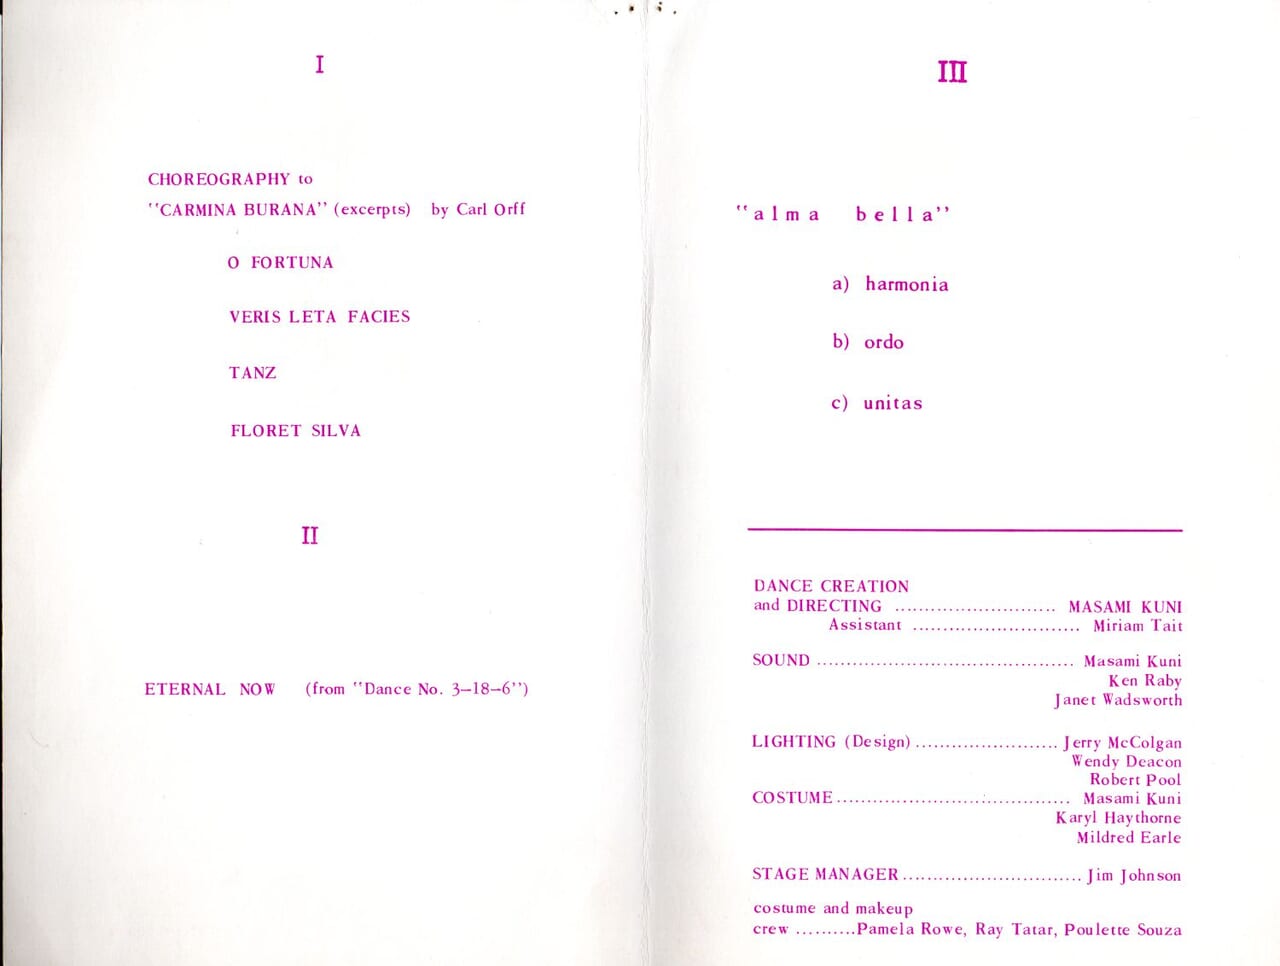 I
CHOREOGRAPHY to
"CARMINA BURANA" (excerpts) by Carl Orff
O FORTUNA
VERIS LETA FACIES
TANZ
FLORET SILVA
II
ETERNAL NOW (from "Dance No. 3-18-6")
III
"alma bella"
a) harmonia
b) ordo
c) unitas
DANCE CREATION
and DIRECTING ........................... MASAMI KUNI
Assistant ............................ Miriam Tait
SOUND ........................................... Masami Kuni
Ken Raby
Janet Wadsworth
LIGHTING (Design) ........................ Jerry McColgan
Wendy Deacon
Robert Pool
COSTUME ....................................... Masami Kuni
Karyl Haythorne
Mildred Earle
STAGE MANAGER .............................. Jim Johnson
costume and makeup
crew ..........Pamela Rowe, Ray Tatar, Poulette Souza